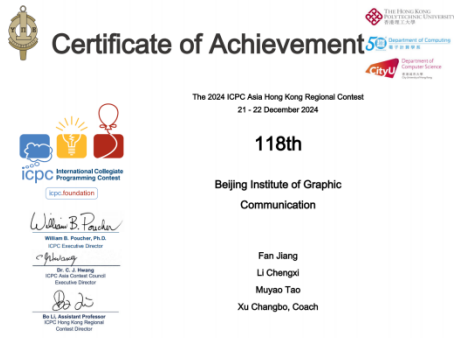 Certificate of Achievement
THE HONG KONG
POLYTECHNIC UNIVERSITY
香港理工大學
Department of Computing
電子計算學系
CityU
Department of
Computer Science
The 2024 ICPC Asia Hong Kong Regional Contest
21 - 22 December 2024
118th
Beijing Institute of Graphic
Communication
Fan Jiang
Li Chengxi
Muyao Tao
Xu Changbo, Coach
icpc International Collegiate
Programming Contest
icpc.foundation
William B. Poucher
William B. Poucher, Ph.D.
ICPC Executive Director
Dr. C. J. Hwang
ICPC Asia Contest Council
Executive Director
Bo Li, Assistant Professor
ICPC Hong Kong Regional
Contest Director